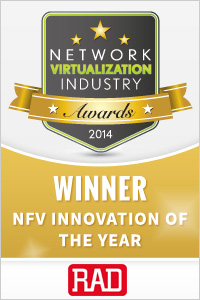 NETWORK
VIRTUALIZATION
INDUSTRY
Awards
2014
WINNER
NFV INNOVATION OF
THE YEAR
RAD